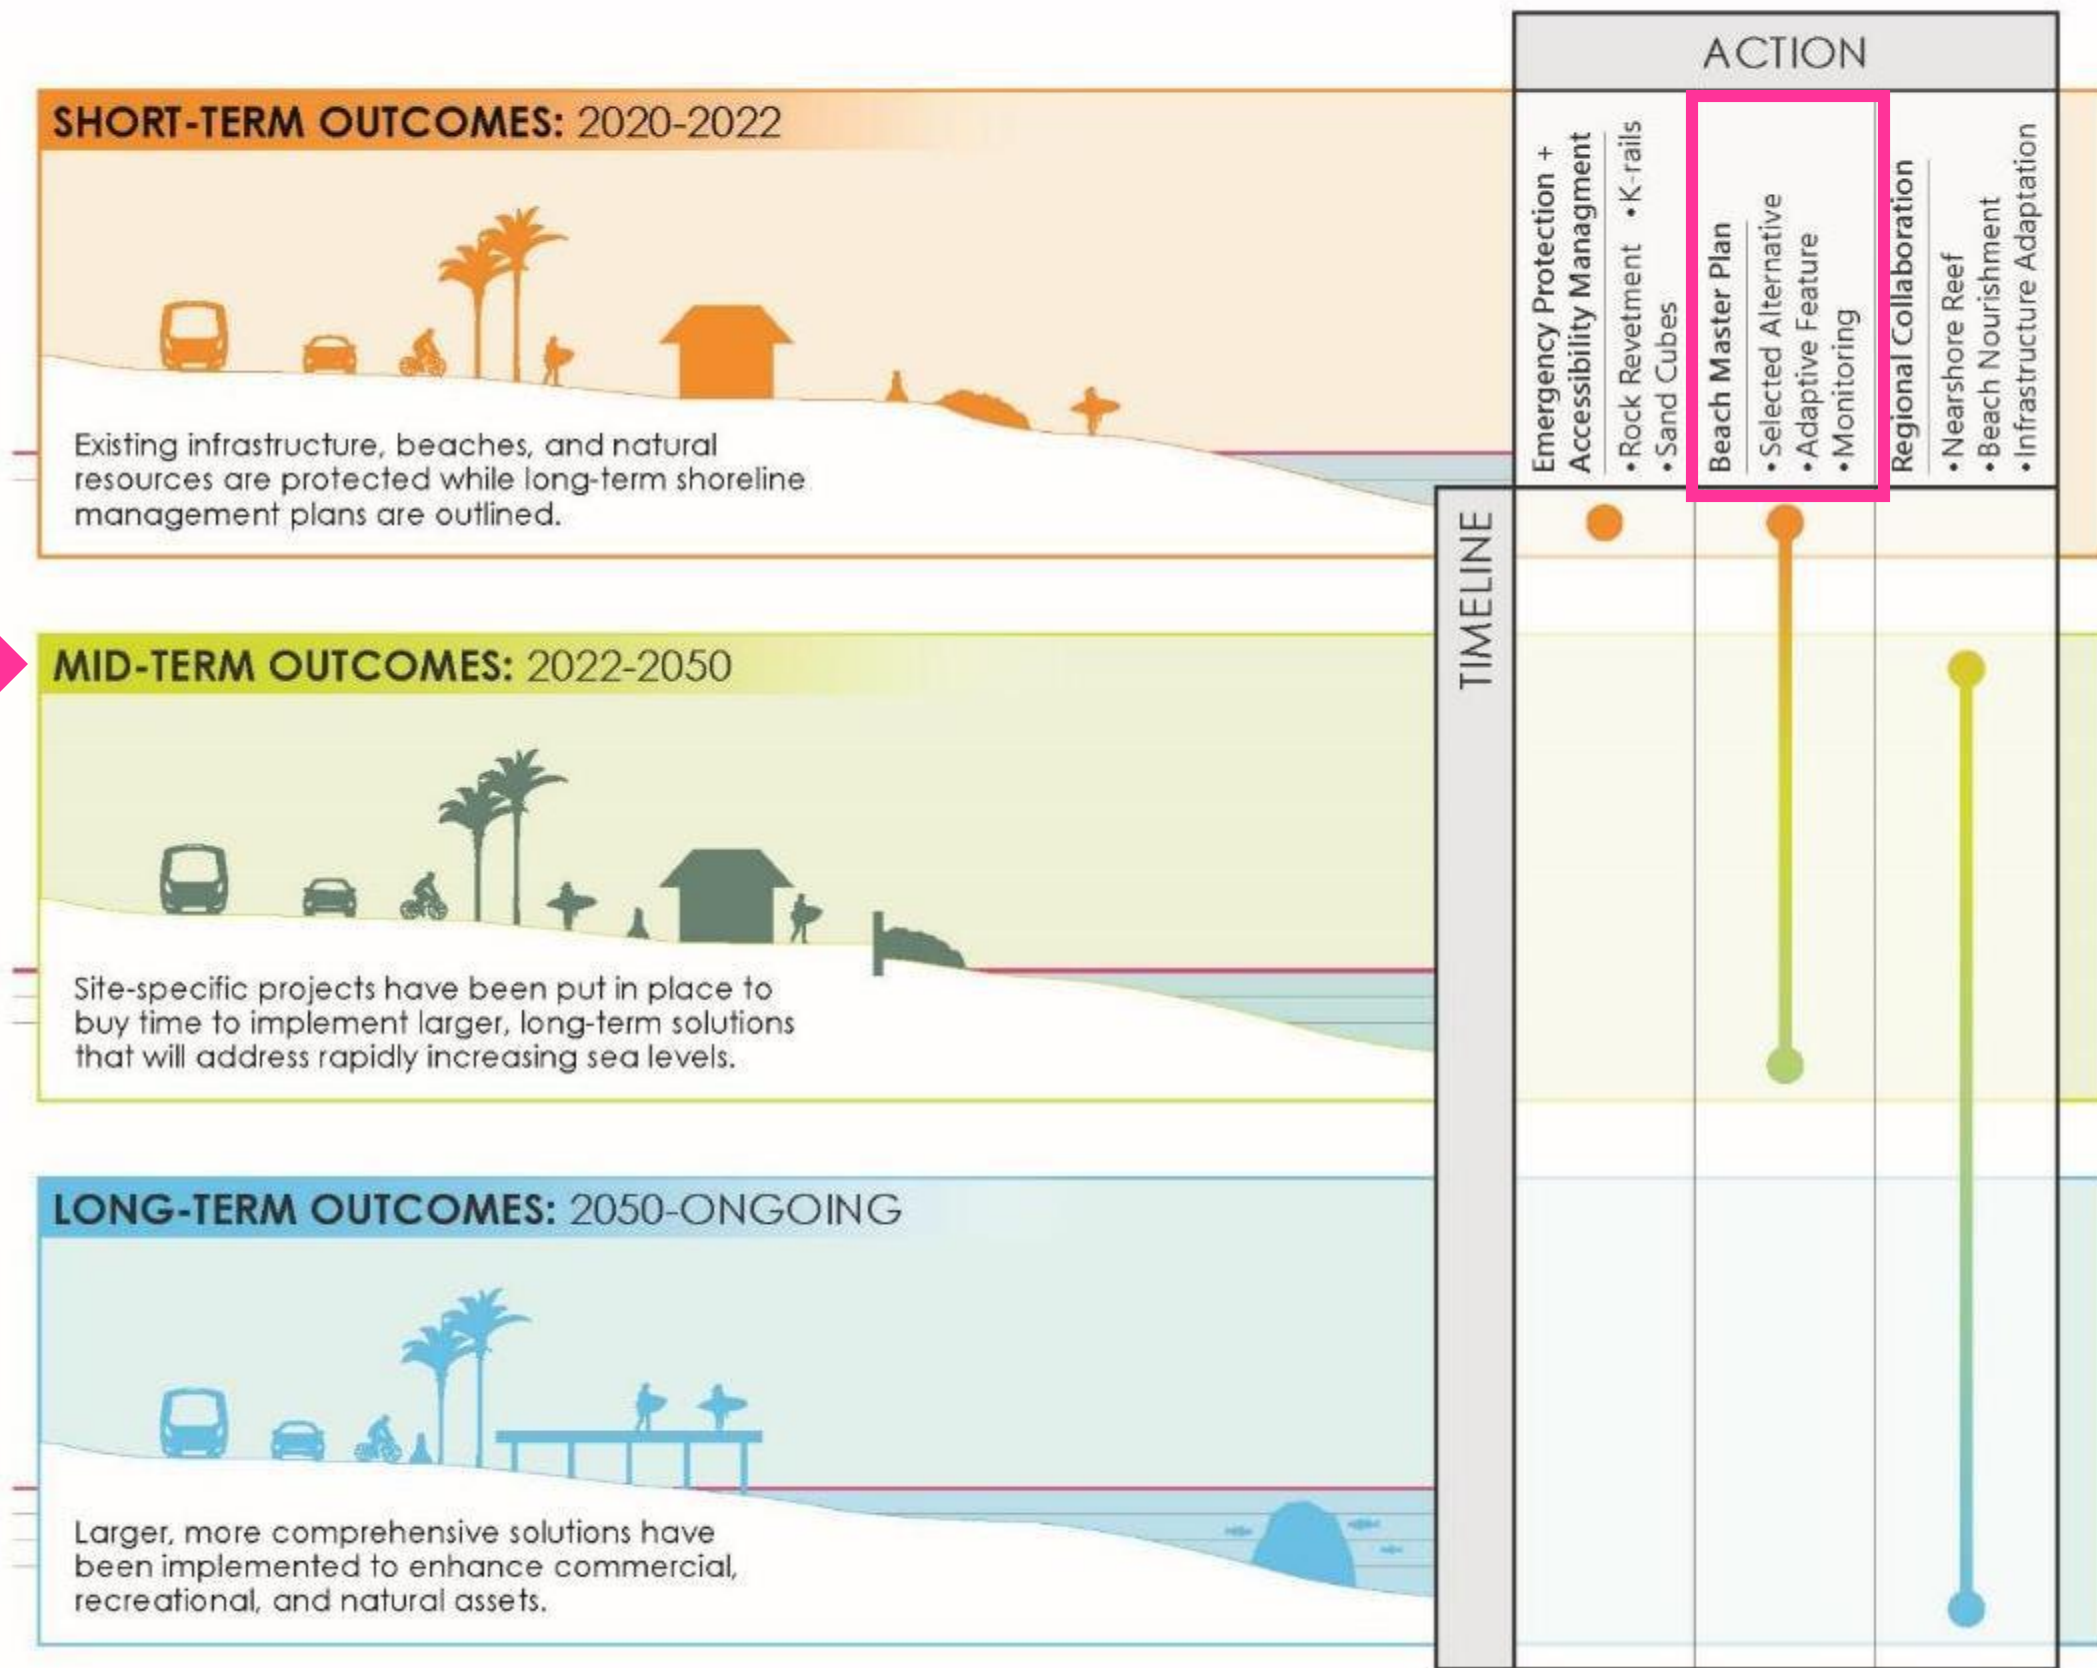 ACTION
SHORT-TERM OUTCOMES: 2020-2022
Existing infrastructure, beaches, and natural
resources are protected while long-term shoreline
management plans are outlined.
Emergency Protection +
Accessibility Managment
• Rock Revetment • K-rails
• Sand Cubes
Beach Master Plan
• Selected Alternative
• Adaptive Feature
• Monitoring
Regional Collaboration
• Nearshore Reef
• Beach Nourishment
• Infrastructure Adaptation
TIMELINE
MID-TERM OUTCOMES: 2022-2050
Site-specific projects have been put in place to
buy time to implement larger, long-term solutions
that will address rapidly increasing sea levels.
LONG-TERM OUTCOMES: 2050-ONGOING
Larger, more comprehensive solutions have
been implemented to enhance commercial,
recreational, and natural assets.